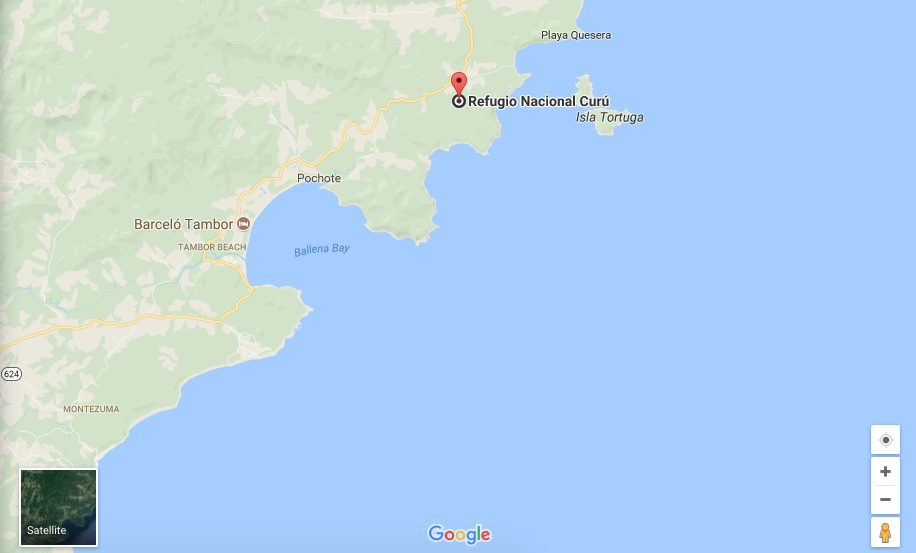 Playa Quesera
Refugio Nacional Curú
Isla Tortuga
Pochote
Barceló Tambor
TAMBOR BEACH
Ballena Bay
624
MONTEZUMA
Satellite
Google